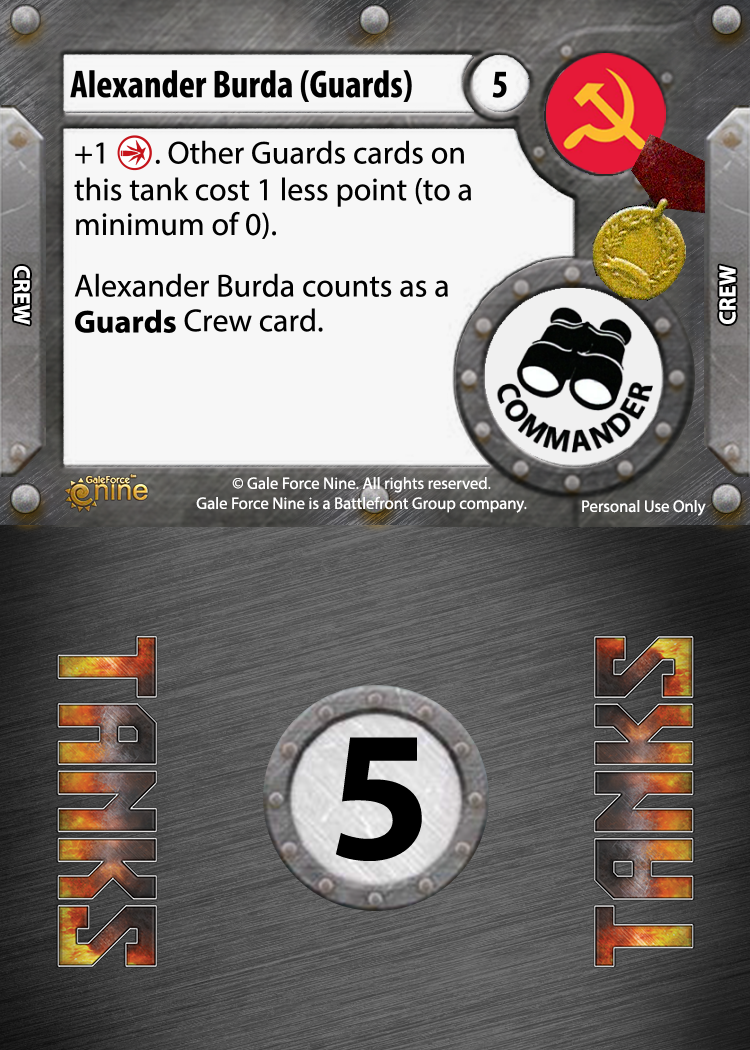 Alexander Burda (Guards)
5
+1 . Other Guards cards on
this tank cost 1 less point (to a
minimum of 0).
Alexander Burda counts as a
Guards Crew card.
CREW
CREW
COMMANDER
GaleForce™
nine
© Gale Force Nine. All rights reserved.
Gale Force Nine is a Battlefront Group company.
Personal Use Only
TANKS
5
TANKS